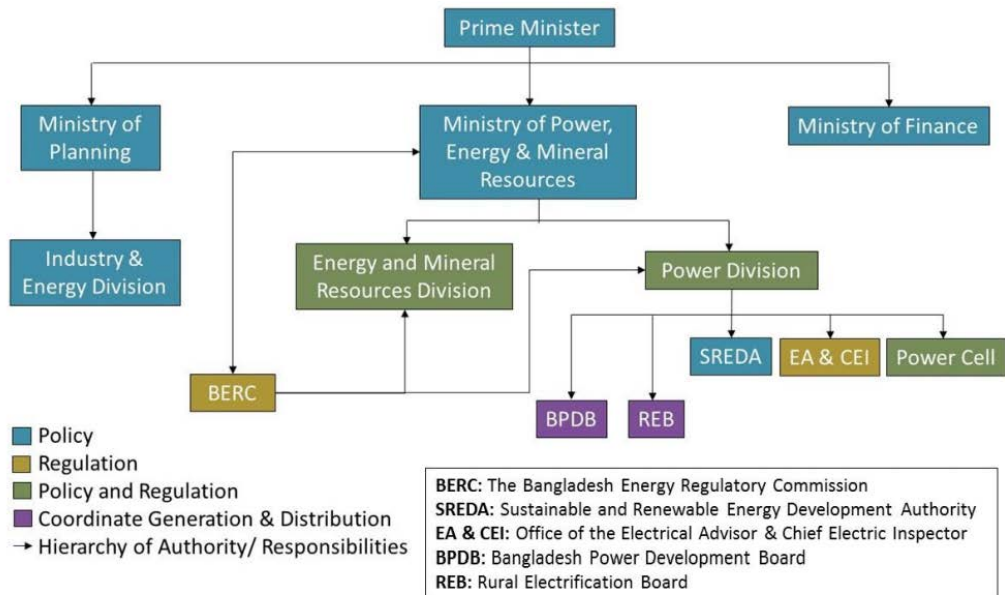 Prime Minister
Ministry of
Planning
Ministry of Power,
Energy & Mineral
Resources
Ministry of Finance
Industry &
Energy Division
Energy and Mineral
Resources Division
Power Division
SREDA
EA & CEI
Power Cell
BERC
BPDB
REB
Policy
Regulation
Policy and Regulation
Coordinate Generation & Distribution
Hierarchy of Authority/ Responsibilities
BERC: The Bangladesh Energy Regulatory Commission
SREDA: Sustainable and Renewable Energy Development Authority
EA & CEI: Office of the Electrical Advisor & Chief Electric Inspector
BPDB: Bangladesh Power Development Board
REB: Rural Electrification Board